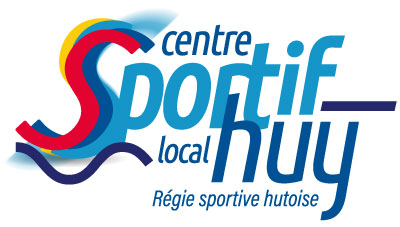 centre
Sportif
local huy
Régie sportive hutoise